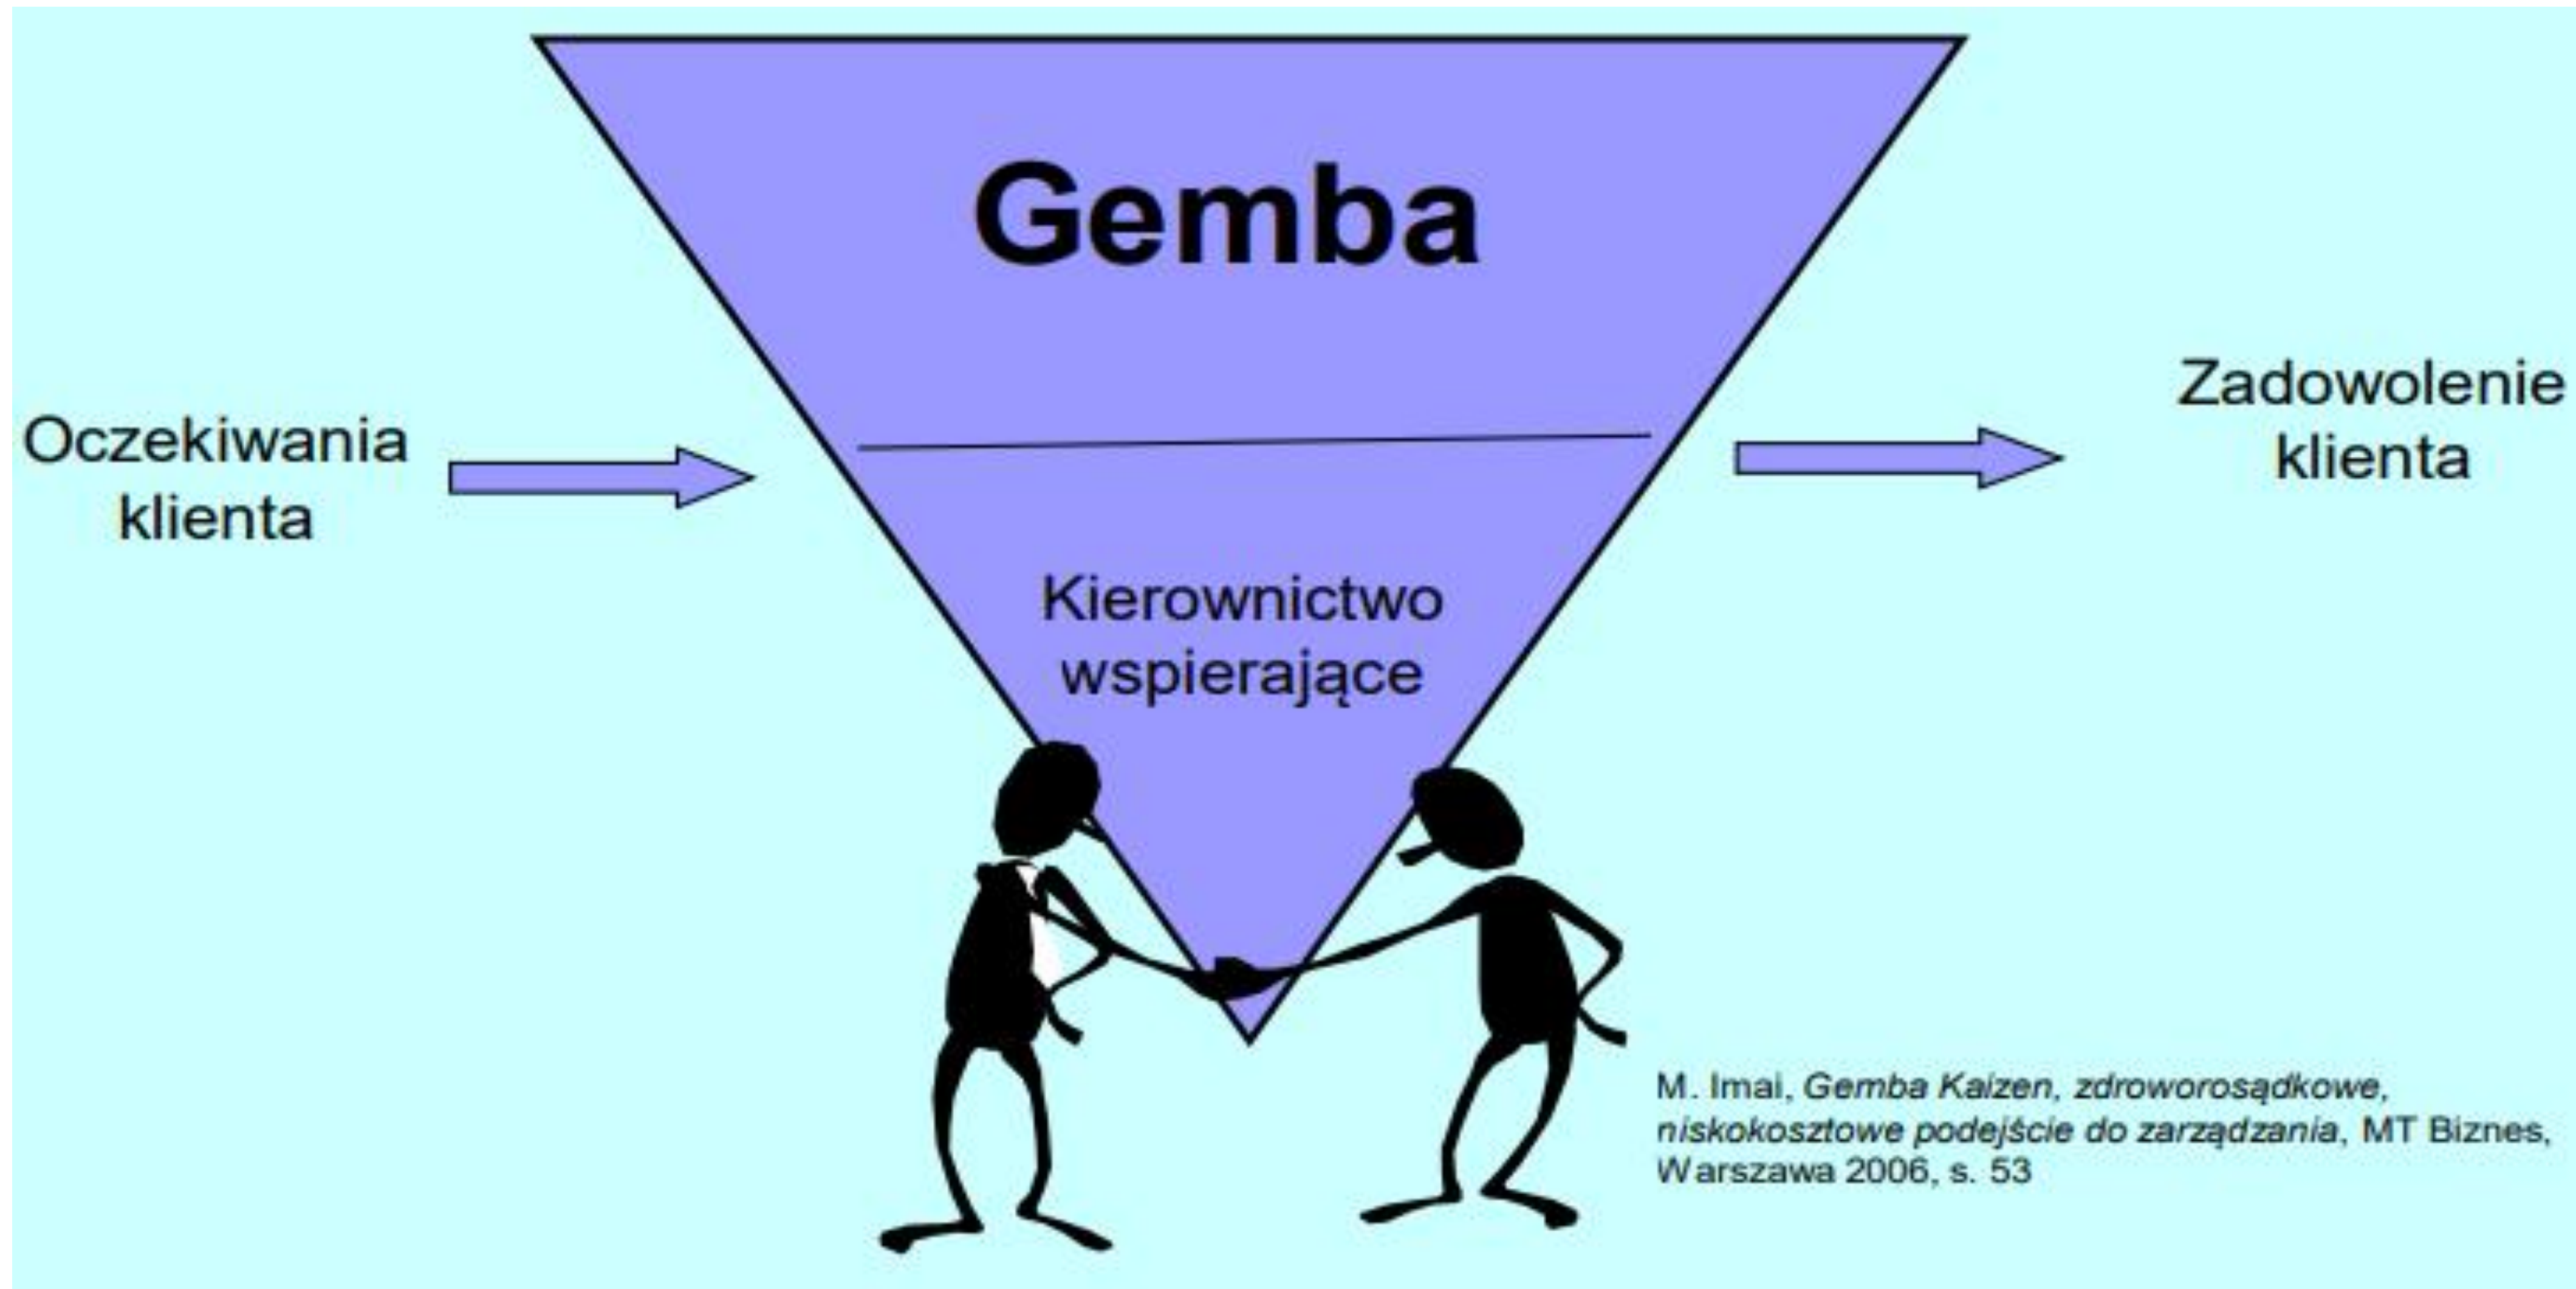 Gemba
Oczekiwania
klienta
Zadowolenie
klienta
Kierownictwo
wspierające
M. Imai, Gemba Kaizen, zdroworosądkowe,
niskokosztowe podejście do zarządzania, MT Biznes,
Warszawa 2006, s. 53